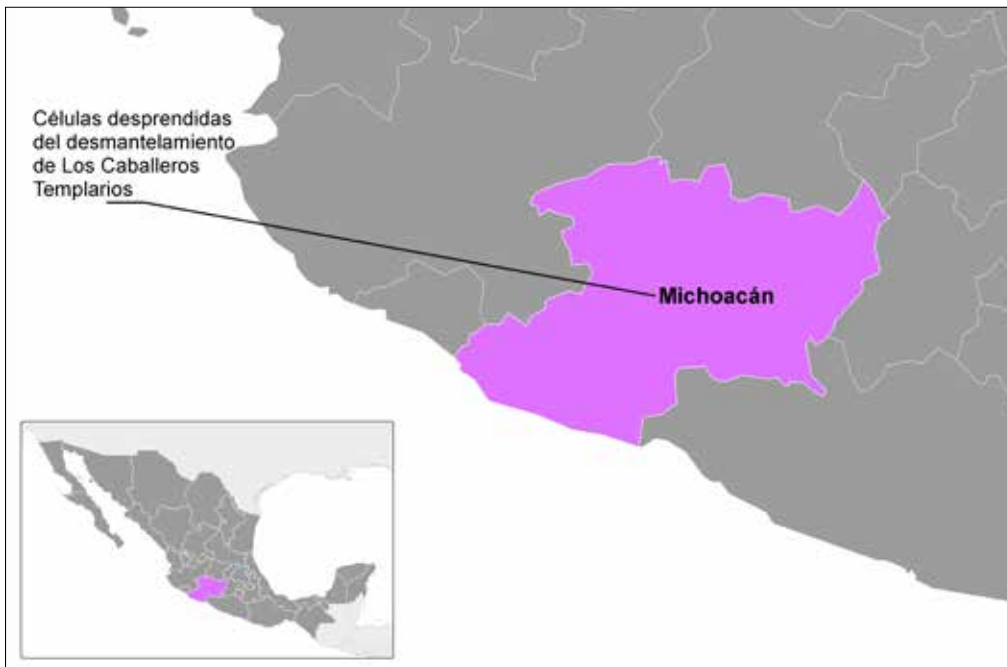 Células desprendidas
del desmantelamiento
de Los Caballeros
Templarios
Michoacán